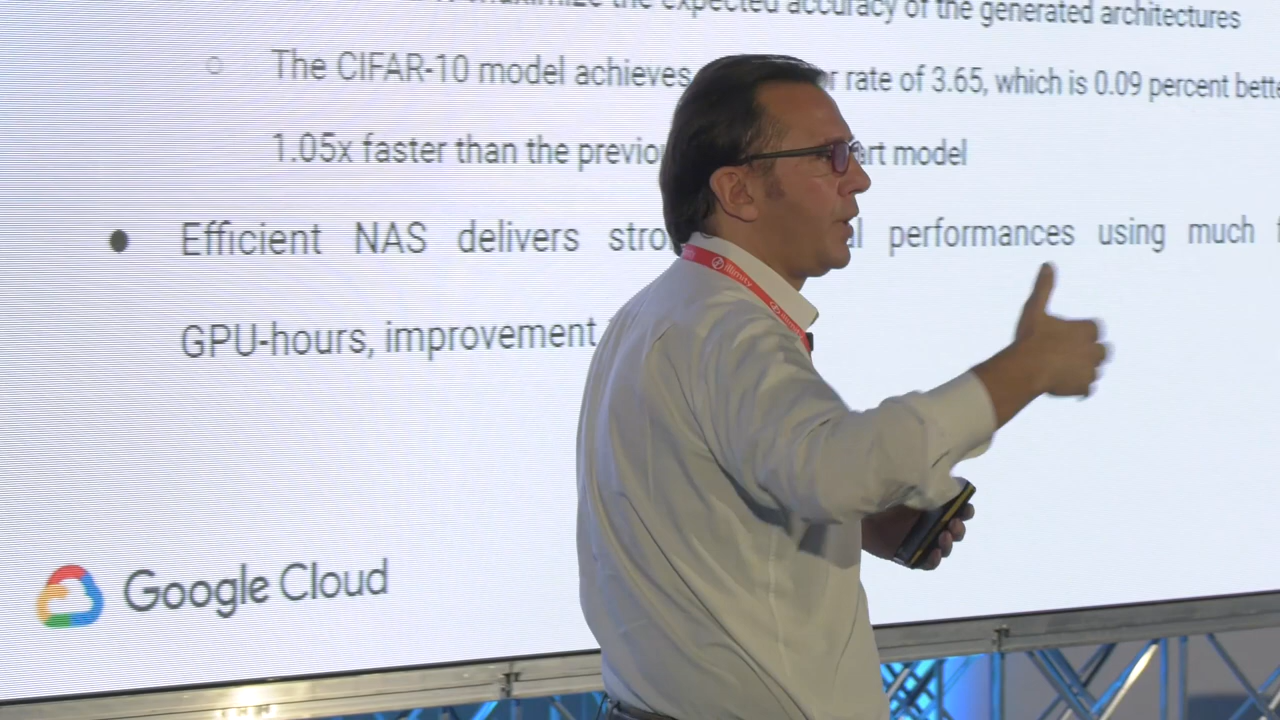 maximize the expected accuracy of the generated architectures
The CIFAR-10 model achieves rate of 3.65, which is 0.09 percent
1.05x faster than the model
Efficient NAS delivers performances using much
GPU-hours, improvement
illimity
Google Cloud